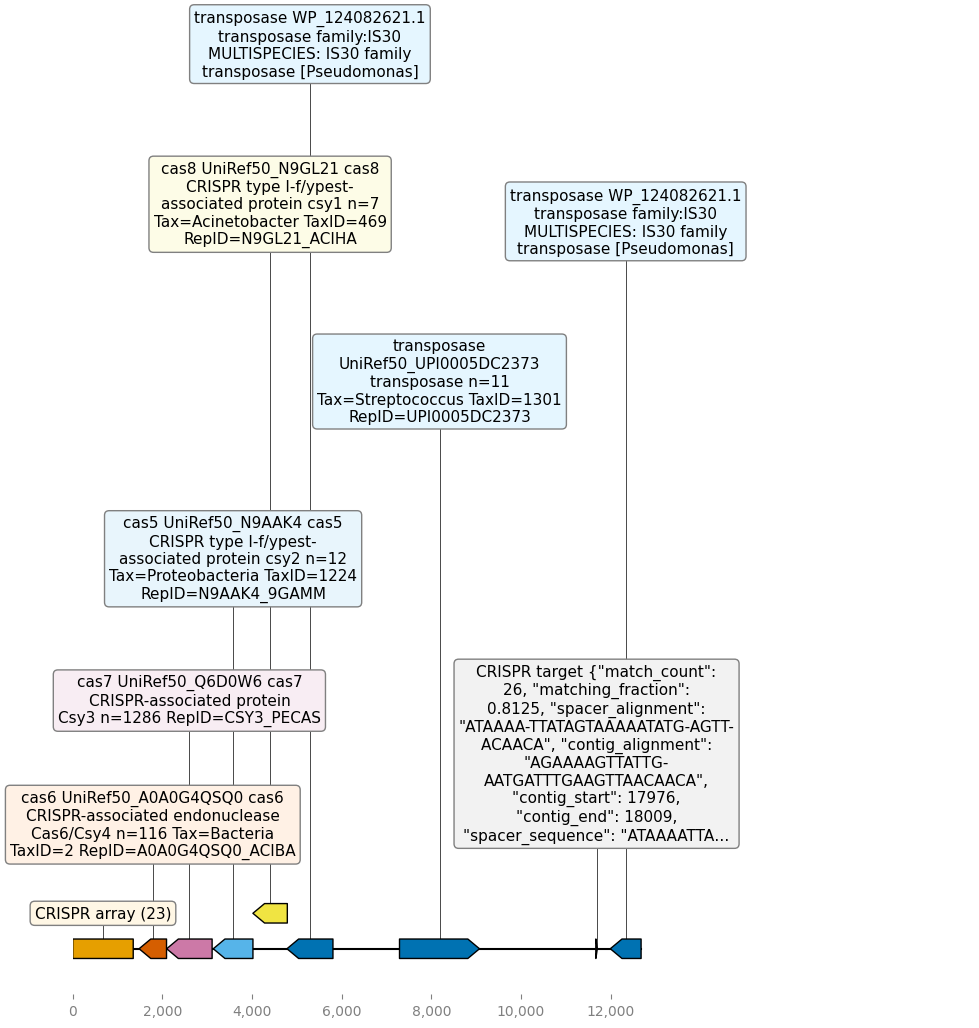 transposase WP_124082621.1
transposase family:IS30
MULTISPECIES: IS30 family
transposase [Pseudomonas]
cas8 UniRef50_N9GL21 cas8
CRISPR type I-f/ypest-
associated protein csy1 n=7
Tax=Acinetobacter TaxID=469
RepID=N9GL21_ACIHA
transposase WP_124082621.1
transposase family:IS30
MULTISPECIES: IS30 family
transposase [Pseudomonas]
transposase
UniRef50_UPI0005DC2373
transposase n=11
Tax=Streptococcus TaxID=1301
RepID=UPI0005DC2373
cas5 UniRef50_N9AAK4 cas5
CRISPR type I-f/ypest-
associated protein csy2 n=12
Tax=Proteobacteria TaxID=1224
RepID=N9AAK4_9GAMM
cas7 UniRef50_Q6D0W6 cas7
CRISPR-associated protein
Csy3 n=1286 RepID=CSY3_PECAS
CRISPR target {"match_count":
26, "matching_fraction":
0.8125, "spacer_alignment":
"ATAAAA-TTATAGTAAAAATATG-AGTT-
ACAACA", "contig_alignment":
"AGAAAAGTTATTG-
AATGATTTGAAGTTAACAACA",
"contig_start": 17976,
"contig_end": 18009,
"spacer_sequence": "ATAAAATTA...
cas6 UniRef50_A0A0G4QSQ0 cas6
CRISPR-associated endonuclease
Cas6/Csy4 n=116 Tax=Bacteria
TaxID=2 RepID=A0A0G4QSQ0_ACIBA
CRISPR array (23)
0
2,000
4,000
6,000
8,000
10,000
12,000